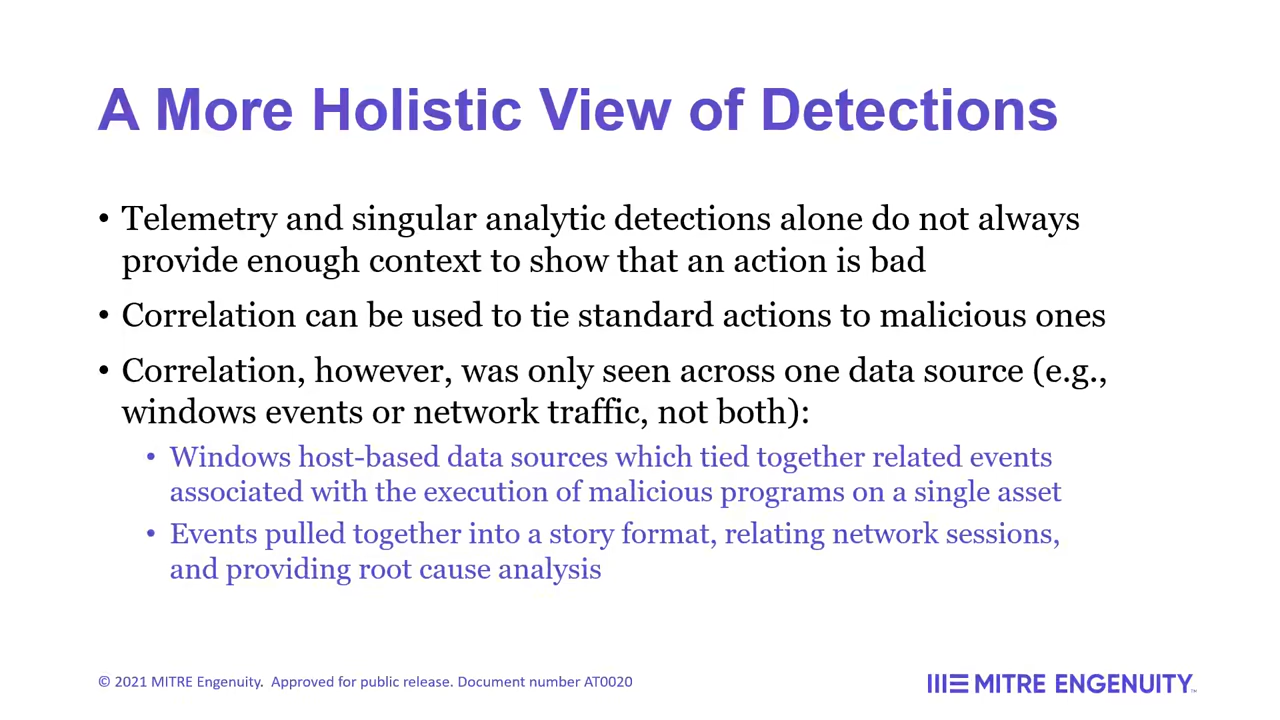 A More Holistic View of Detections
• Telemetry and singular analytic detections alone do not always
provide enough context to show that an action is bad
• Correlation can be used to tie standard actions to malicious ones
• Correlation, however, was only seen across one data source (e.g.,
windows events or network traffic, not both):
• Windows host-based data sources which tied together related events
associated with the execution of malicious programs on a single asset
• Events pulled together into a story format, relating network sessions,
and providing root cause analysis
© 2021 MITRE Engenuity. Approved for public release. Document number AT0020
MITRE ENGENUITY™